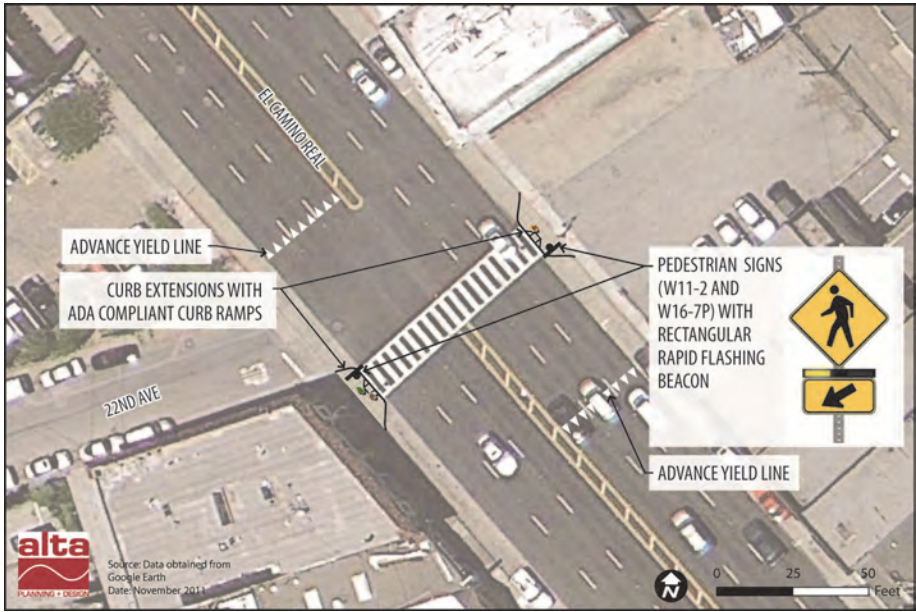 EL CAMINO REAL
ADVANCE YIELD LINE
CURB EXTENSIONS WITH
ADA COMPLIANT CURB RAMPS
PEDESTRIAN SIGNS
(W11-2 AND
W16-7P) WITH
RECTANGULAR
RAPID FLASHING
BEACON
22ND AVE
ADVANCE YIELD LINE
alta
PLANNING + DESIGN
Source: Data obtained from
Google Earth
Date: November 2011
N
0 25 50
Feet